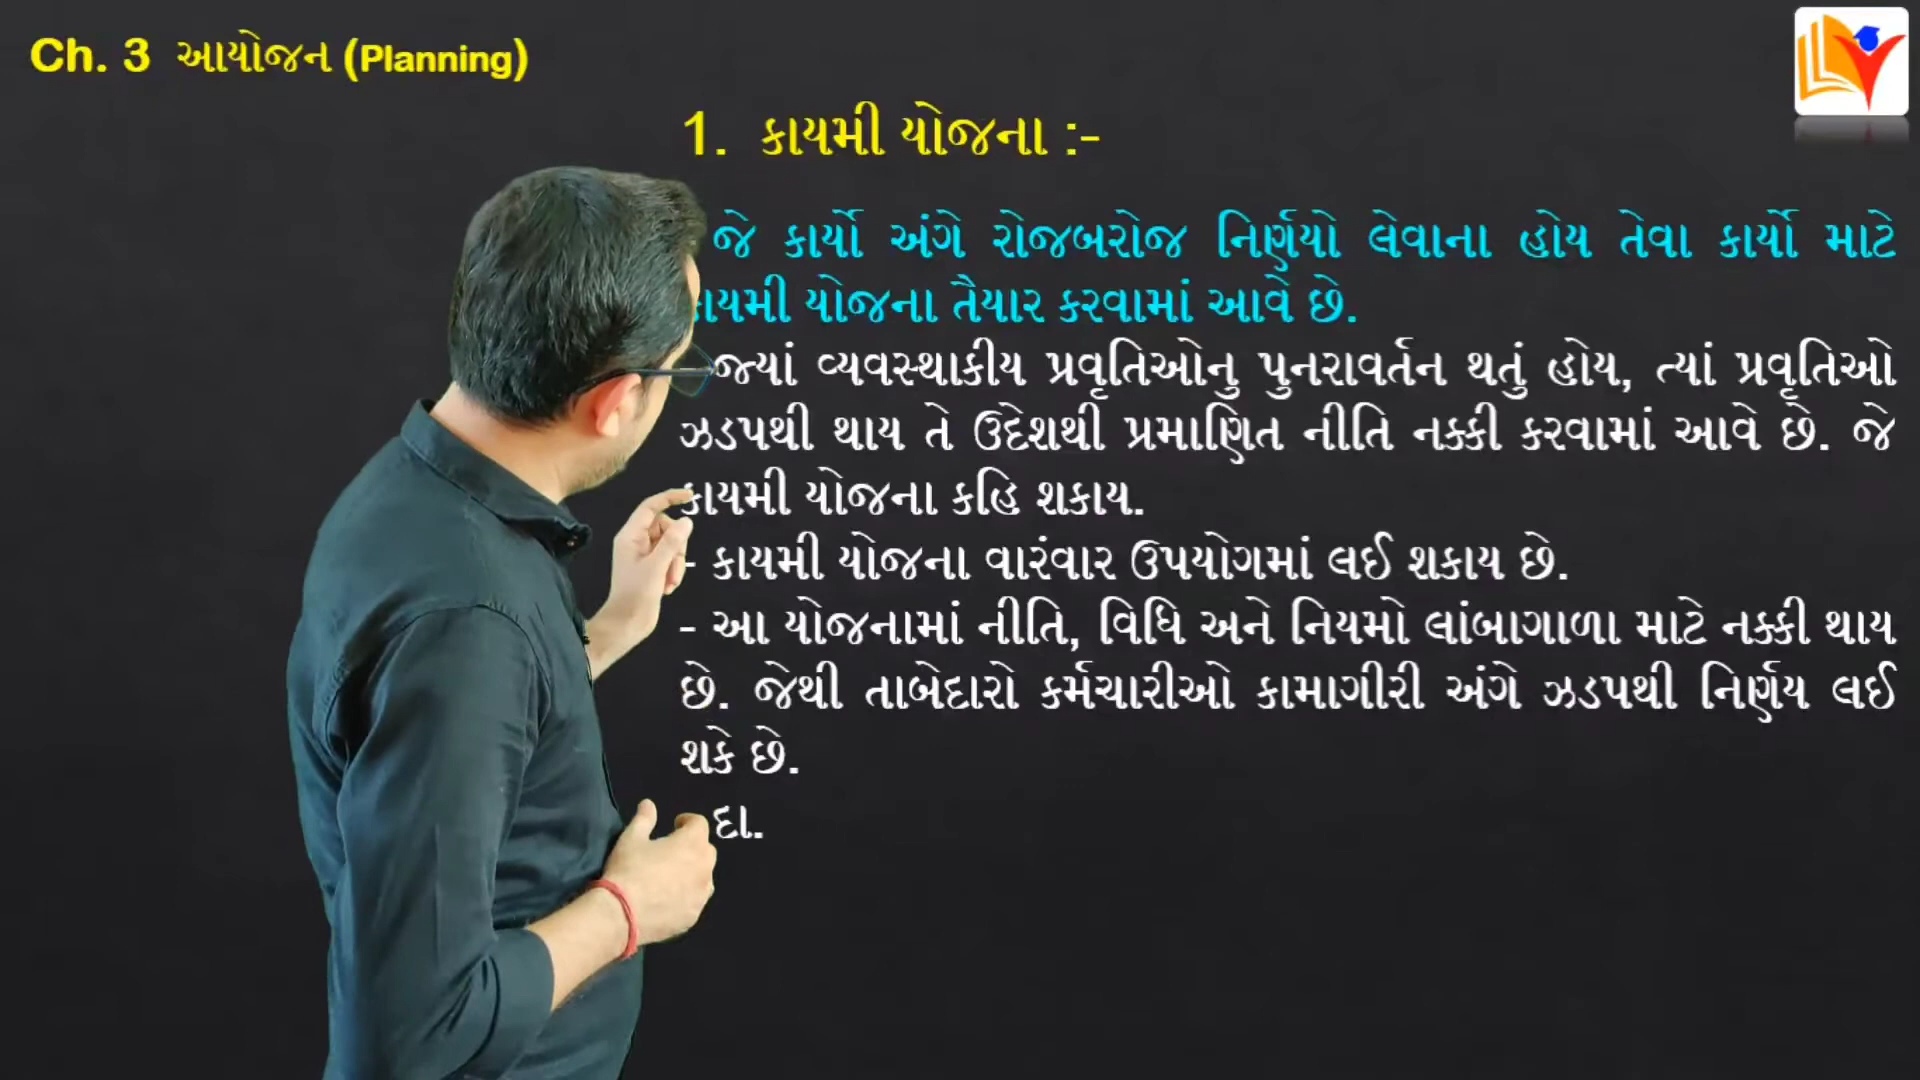 Ch. 3 આયોજન (Planning)
1. કાયમી યોજના :-
જે કાર્યો અંગે રોજબરોજ નિર્ણયો લેવાના હોય તેવા કાર્યો માટે
યોજના તૈયાર કરવામાં આવે છે.
જ્યાં વ્યવસ્થાકીય પ્રવૃતિઓનુ પુનરાવર્તન થતું હોય, ત્યાં પ્રવૃતિઓ
ઝડપથી થાય તે ઉદેશથી પ્રમાણિત નીતિ નક્કી કરવામાં આવે છે. જે
કાયમી યોજના કહિ શકાય.
- કાયમી યોજના વારંવાર ઉપયોગમાં લઈ શકાય છે.
- આ યોજનામાં નીતિ, વિધિ અને નિયમો લાંબાગાળા માટે નક્કી થાય
છે. જેથી તાબેદારો કર્મચારીઓ કામાગીરી અંગે ઝડપથી નિર્ણય લઈ
શકે છે.
દા.